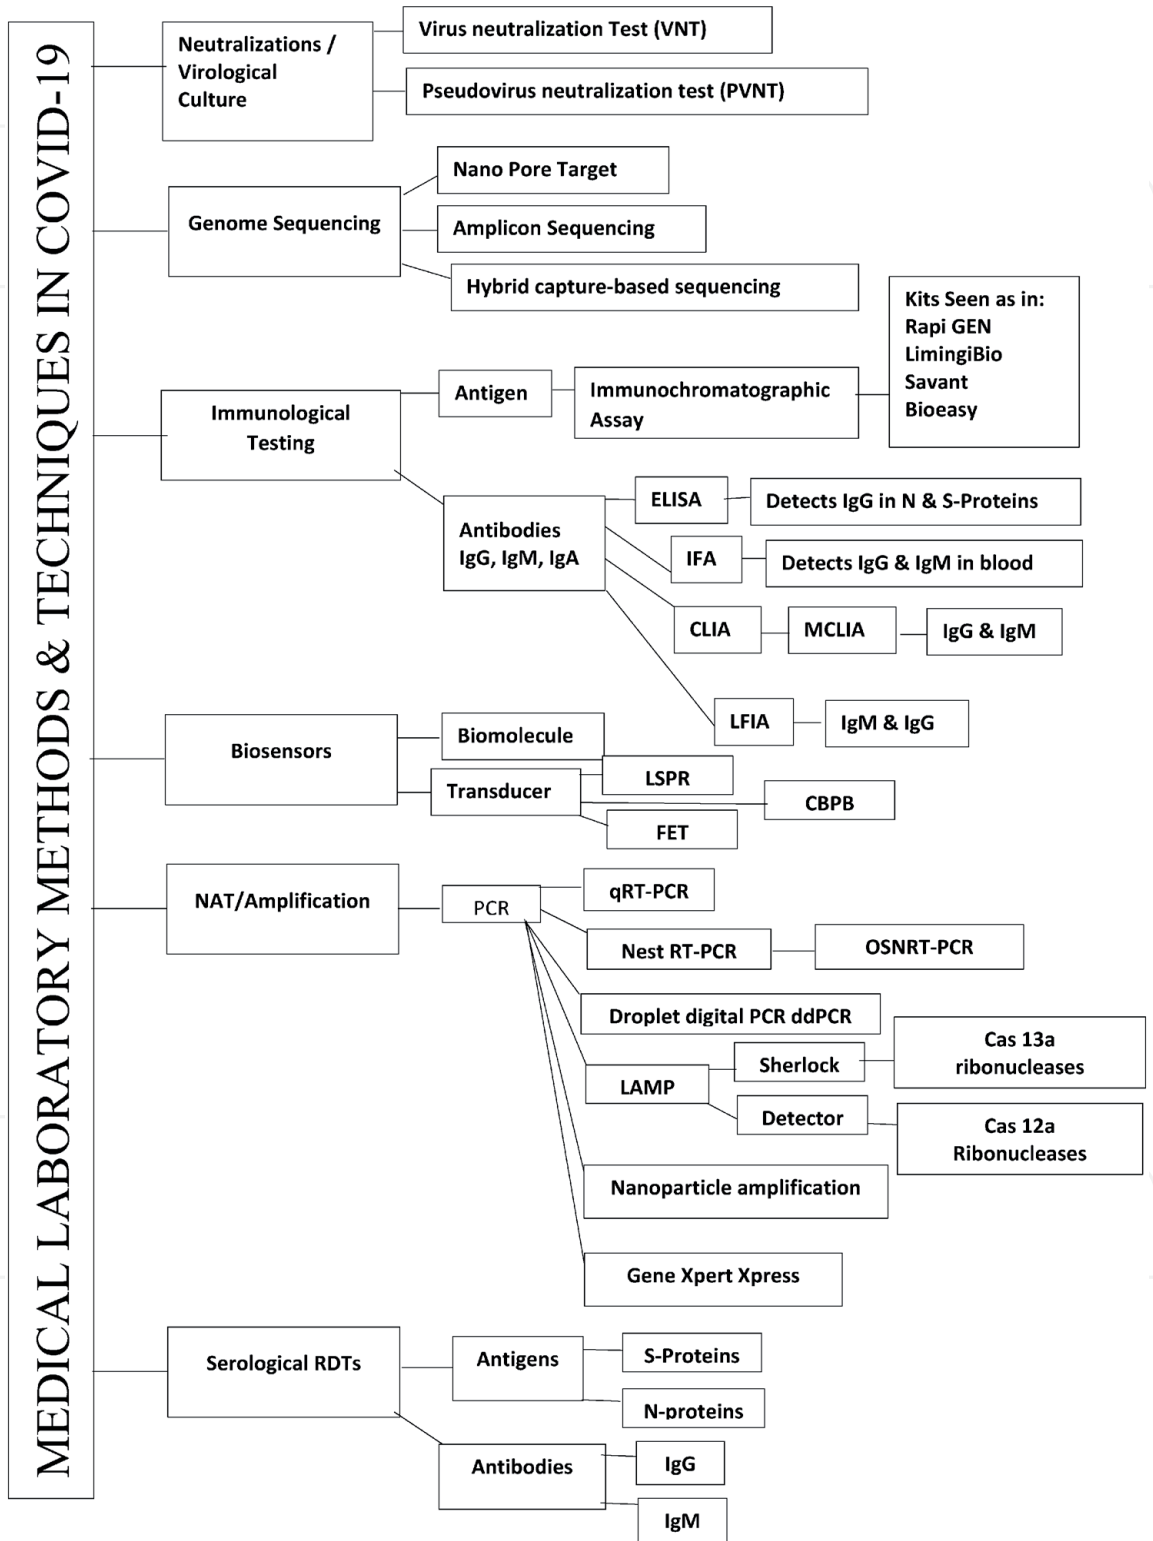 MEDICAL LABORATORY METHODS & TECHNIQUES IN COVID-19
Neutralizations /
Virological
Culture
Virus neutralization Test (VNT)
Pseudovirus neutralization test (PVNT)
Genome Sequencing
Nano Pore Target
Amplicon Sequencing
Hybrid capture-based sequencing
Immunological
Testing
Antigen
Immunochromatographic
Assay
Kits Seen as in:
Rapi GEN
LimingiBio
Savant
Bioeasy
Antibodies
IgG, IgM, IgA
ELISA
Detects IgG in N & S-Proteins
IFA
Detects IgG & IgM in blood
CLIA
MCLIA
IgG & IgM
LFIA
IgM & IgG
Biosensors
Biomolecule
Transducer
LSPR
CBPB
FET
NAT/Amplification
PCR
qRT-PCR
Nest RT-PCR
OSNRT-PCR
Droplet digital PCR ddPCR
LAMP
Sherlock
Cas 13a
ribonucleases
Detector
Cas 12a
Ribonucleases
Nanoparticle amplification
Gene Xpert Xpress
Serological RDTs
Antigens
S-Proteins
N-proteins
Antibodies
IgG
IgM